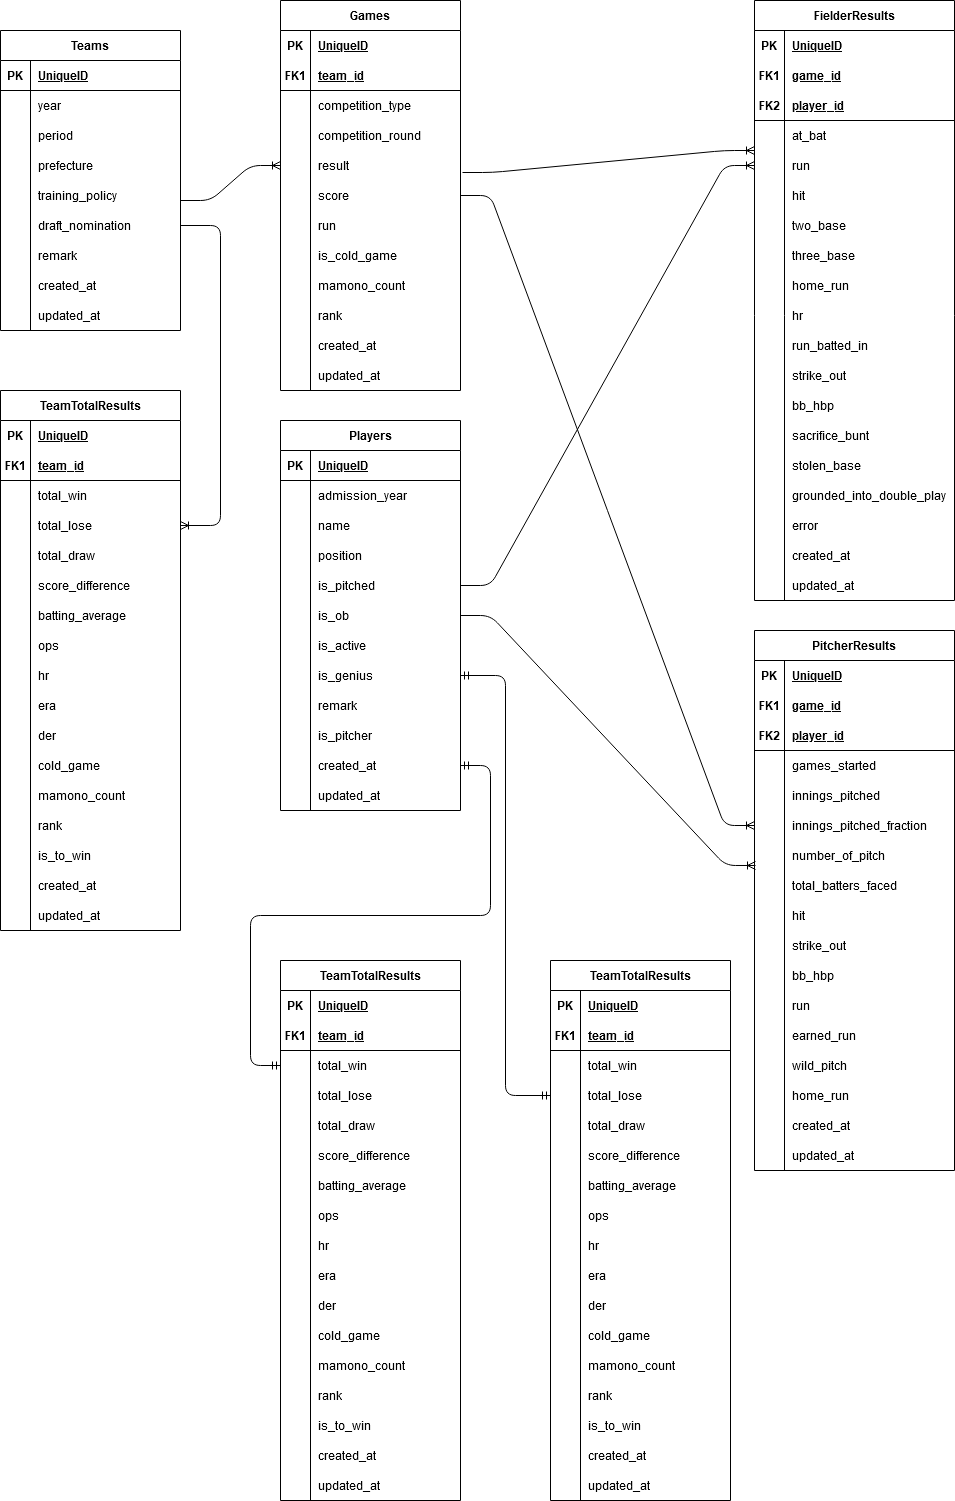 Teams
PK UniqueID
year
period
prefecture
training_policy
draft_nomination
remark
created_at
updated_at
Games
PK UniqueID
FK1 team_id
competition_type
competition_round
result
score
run
is_cold_game
mamono_count
rank
created_at
updated_at
FielderResults
PK UniqueID
FK1 game_id
FK2 player_id
at_bat
run
hit
two_base
three_base
home_run
hr
run_batted_in
strike_out
bb_hbp
sacrifice_bunt
stolen_base
grounded_into_double_play
error
created_at
updated_at
TeamTotalResults
PK UniqueID
FK1 team_id
total_win
total_lose
total_draw
score_difference
batting_average
ops
hr
era
der
cold_game
mamono_count
rank
is_to_win
created_at
updated_at
Players
PK UniqueID
admission_year
name
position
is_pitched
is_ob
is_active
is_genius
remark
is_pitcher
created_at
updated_at
PitcherResults
PK UniqueID
FK1 game_id
FK2 player_id
games_started
innings_pitched
innings_pitched_fraction
number_of_pitch
total_batters_faced
hit
strike_out
bb_hbp
run
earned_run
wild_pitch
home_run
created_at
updated_at
TeamTotalResults
PK UniqueID
FK1 team_id
total_win
total_lose
total_draw
score_difference
batting_average
ops
hr
era
der
cold_game
mamono_count
rank
is_to_win
created_at
updated_at
TeamTotalResults
PK UniqueID
FK1 team_id
total_win
total_lose
total_draw
score_difference
batting_average
ops
hr
era
der
cold_game
mamono_count
rank
is_to_win
created_at
updated_at